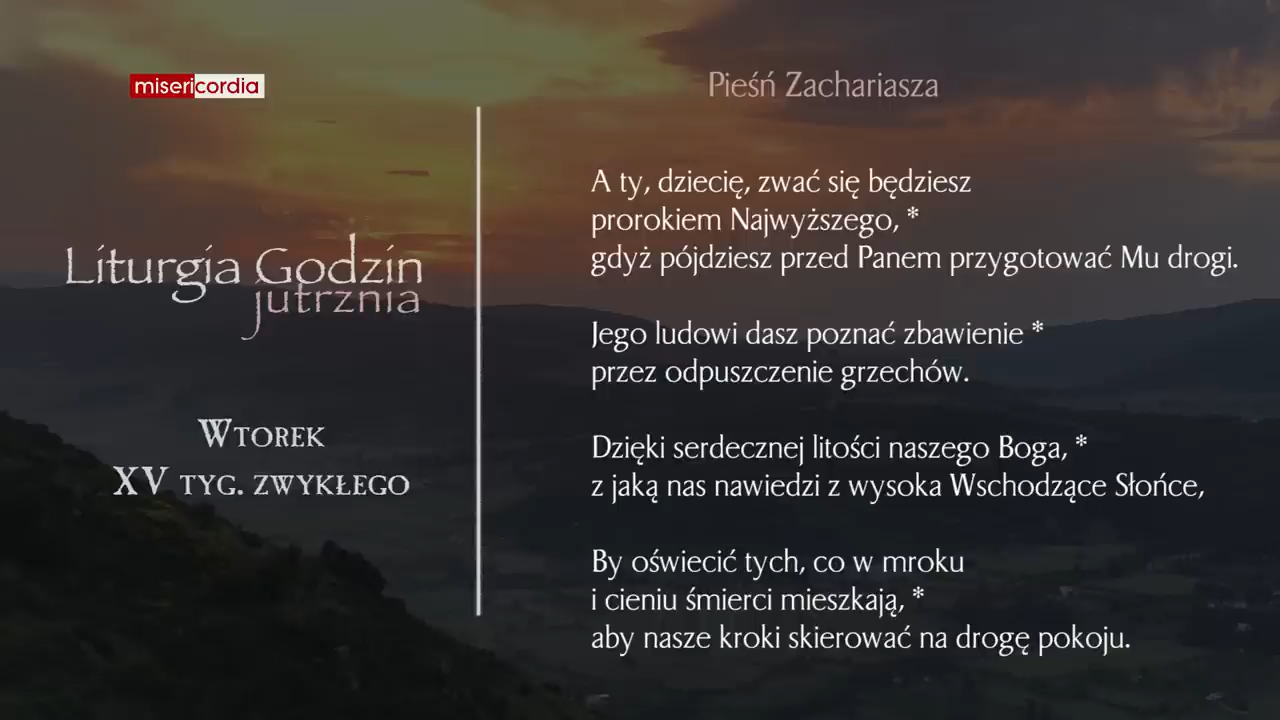 misericordia
Pieśń Zachariasza
Liturgia Godzin
jutrznia
Wtorek
XV tyg. zwykłego
A ty, dziecię, zwać się będziesz
prorokiem Najwyższego, *
gdyż pójdziesz przed Panem przygotować Mu drogi.
Jego ludowi dasz poznać zbawienie *
przez odpuszczenie grzechów.
Dzięki serdecznej litości naszego Boga, *
z jaką nas nawiedzi z wysoka Wschodzące Słońce,
By oświecić tych, co w mroku
i cieniu śmierci mieszkają, *
aby nasze kroki skierować na drogę pokoju.